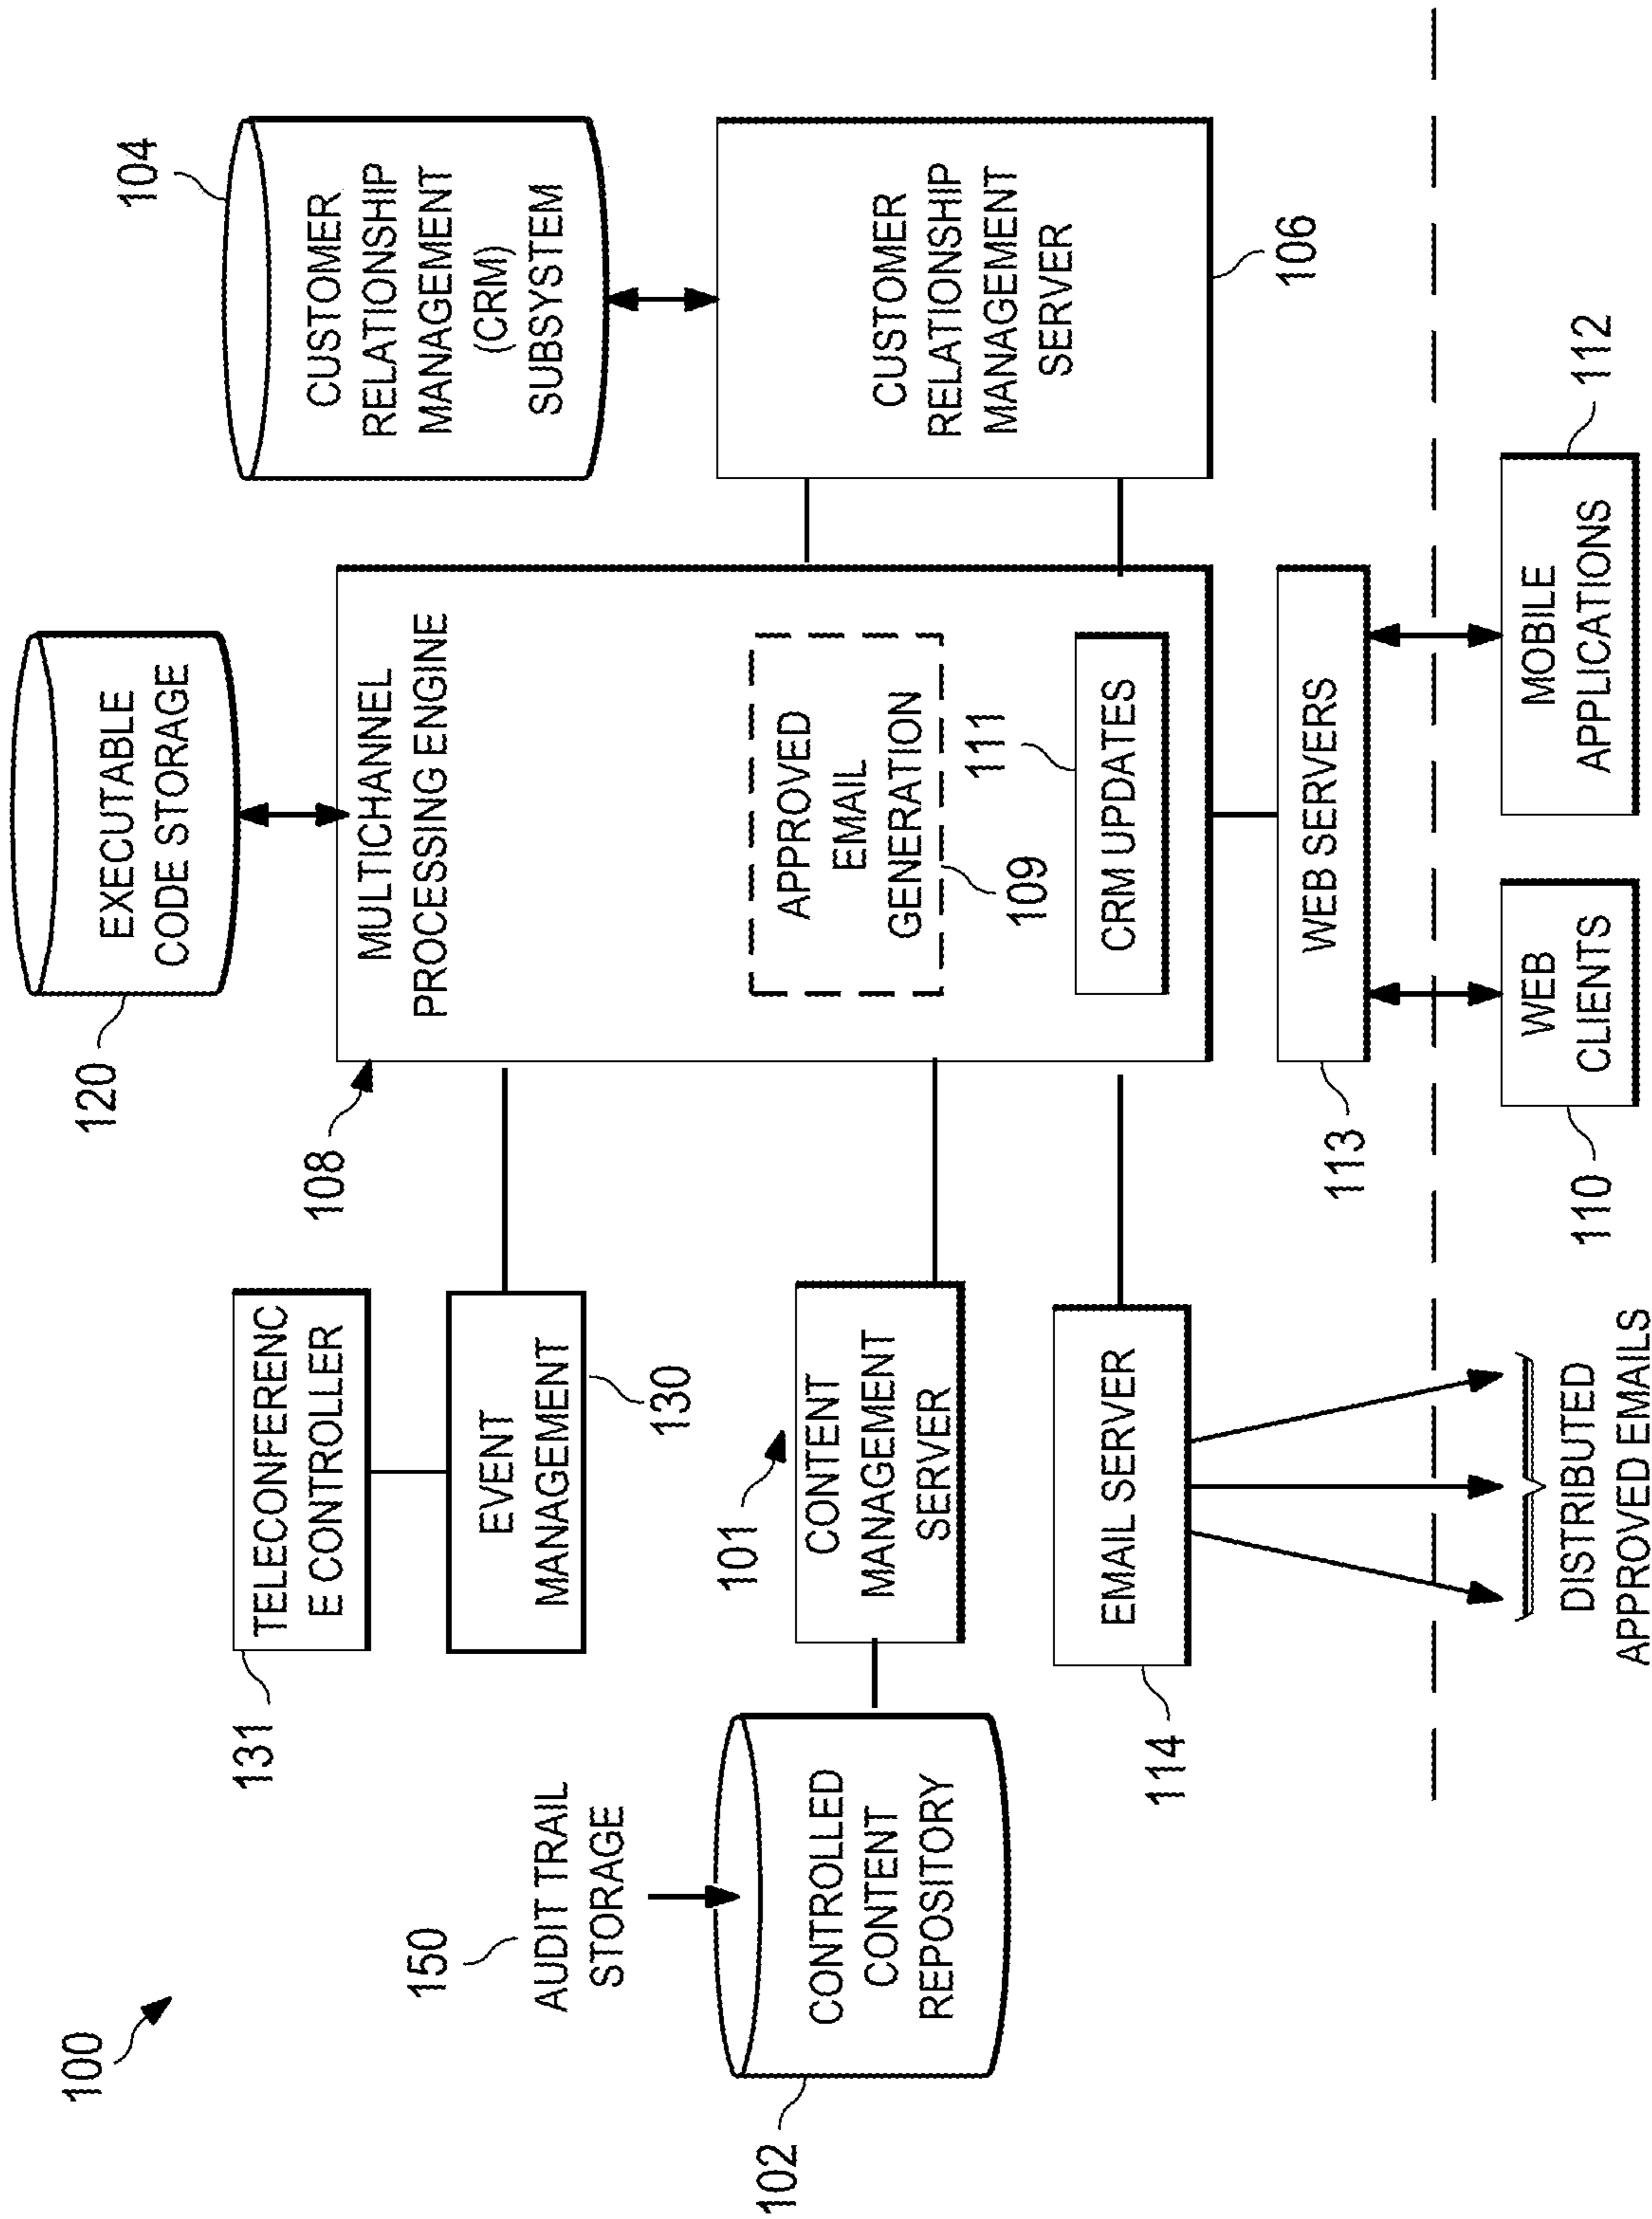 100
120
EXECUTABLE
CODE STORAGE
104
CUSTOMER
RELATIONSHIP
MANAGEMENT
(CRM)
SUBSYSTEM
131
TELECONFERENC
E CONTROLLER
108
MULTICHANNEL
PROCESSING ENGINE
150
AUDIT TRAIL
STORAGE
EVENT
MANAGEMENT
130
102
CONTROLLED
CONTENT
REPOSITORY
101
CONTENT
MANAGEMENT
SERVER
APPROVED
EMAIL
GENERATION
109
111
CRM UPDATES
CUSTOMER
RELATIONSHIP
MANAGEMENT
SERVER
106
114
EMAIL SERVER
113
WEB SERVERS
DISTRIBUTED
APPROVED EMAILS
110
WEB
CLIENTS
MOBILE
APPLICATIONS
112